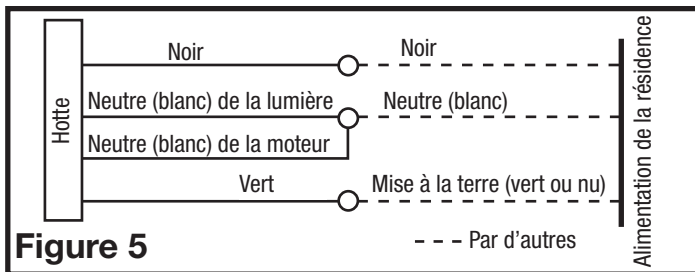 Hotte
Noir
Noir
Neutre (blanc) de la lumière
Neutre (blanc)
Neutre (blanc) de la moteur
Vert
Mise à la terre (vert ou nu)
Alimentation de la résidence
Figure 5
- - - - Par d'autres